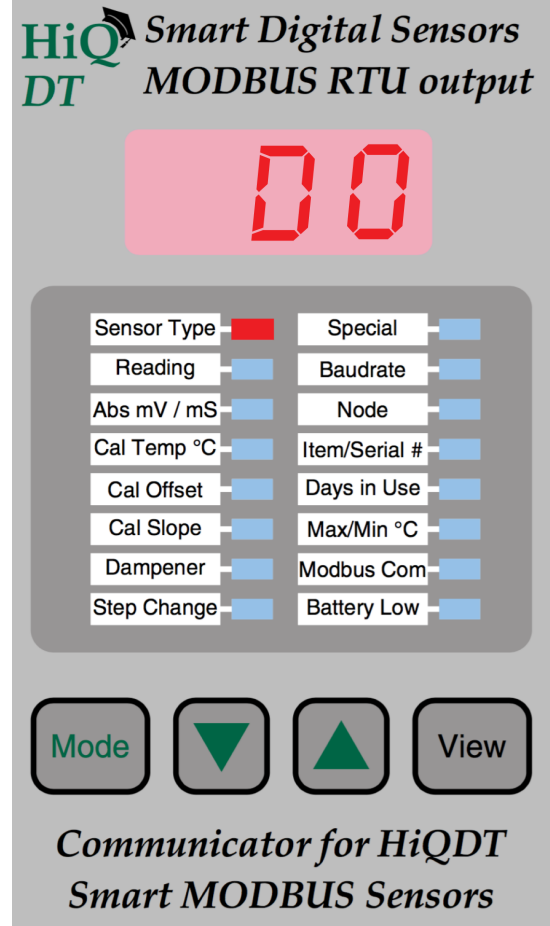 HiQ
DT
Smart Digital Sensors
MODBUS RTU output
DO
Sensor Type
Reading
Abs mV / mS
Cal Temp °C
Cal Offset
Cal Slope
Dampener
Step Change
Special
Baudrate
Node
Item/Serial #
Days in Use
Max/Min °C
Modbus Com
Battery Low
Mode
View
Communicator for HiQDT
Smart MODBUS Sensors